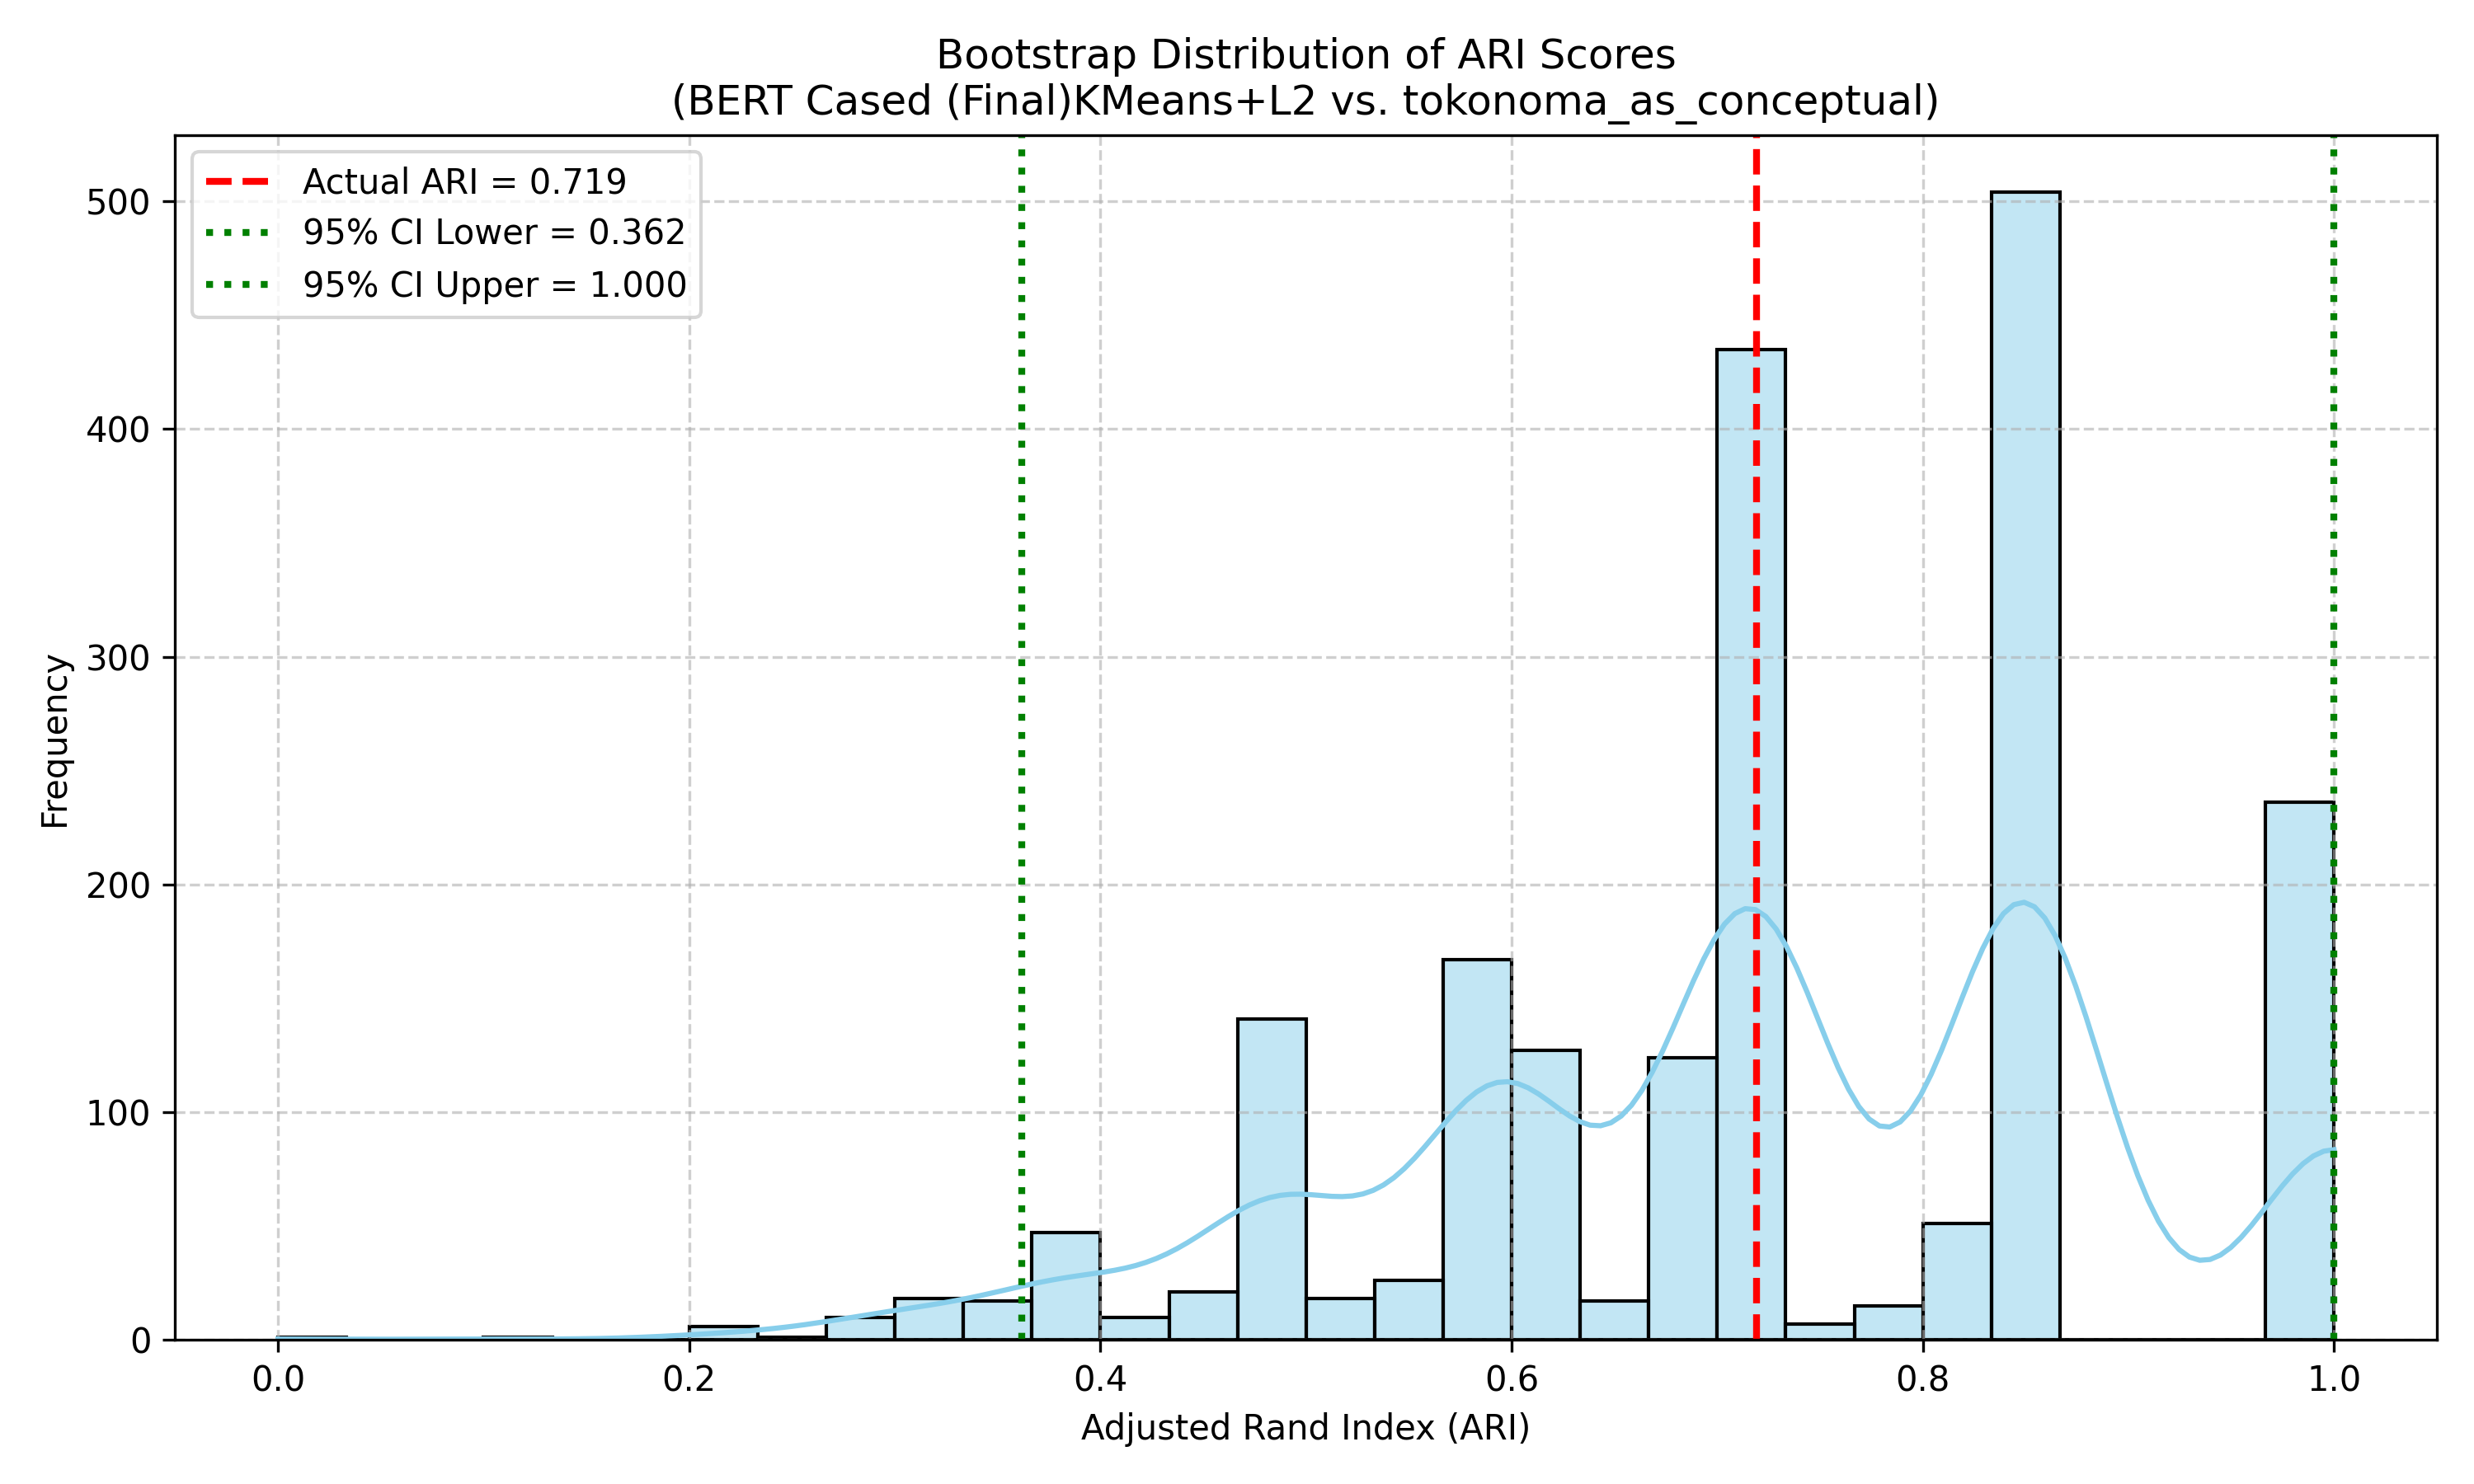 Bootstrap Distribution of ARI Scores
(BERT Cased (Final)KMeans+L2 vs. tokonoma_as_conceptual)
Actual ARI = 0.719
95% CI Lower = 0.362
95% CI Upper = 1.000
Frequency
500
400
300
200
100
0
0.0
0.2
0.4
0.6
0.8
1.0
Adjusted Rand Index (ARI)